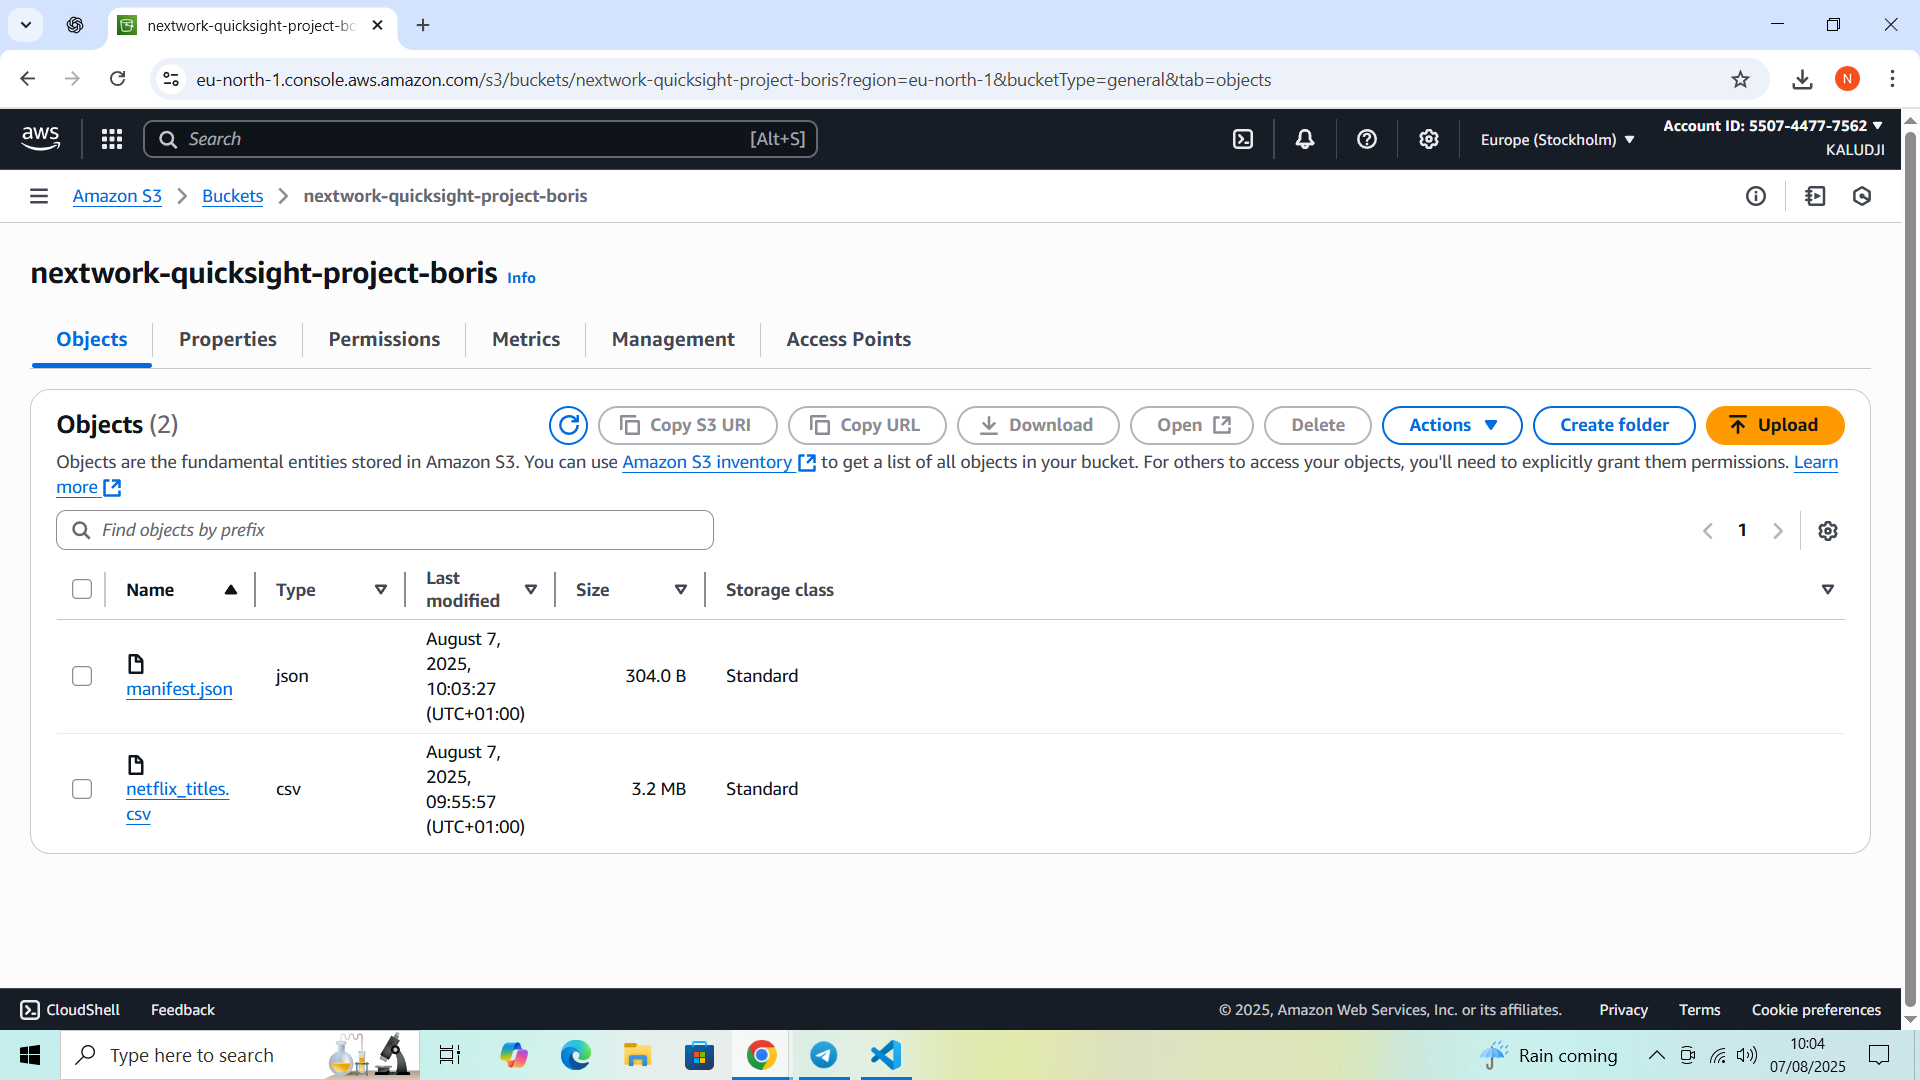 nextwork-quicksight-project-bo
eu-north-1.console.aws.amazon.com/s3/buckets/nextwork-quicksight-project-boris?region=eu-north-1&bucketType=general&tab=objects
N
aws
Search
[Alt+S]
Europe (Stockholm)
Account ID: 5507-4477-7562
KALUDJI
Amazon S3
Buckets
nextwork-quicksight-project-boris
nextwork-quicksight-project-boris Info
Objects
Properties
Permissions
Metrics
Management
Access Points
Objects (2)
Copy S3 URI
Copy URL
Download
Open
Delete
Actions
Create folder
Upload
Objects are the fundamental entities stored in Amazon S3. You can use Amazon S3 inventory to get a list of all objects in your bucket. For others to access your objects, you'll need to explicitly grant them permissions. Learn
more
Find objects by prefix
1
Name
Type
Last
modified
Size
Storage class
manifest.json
json
August 7,
2025,
10:03:27
(UTC+01:00)
304.0 B
Standard
netflix_titles.
csv
csv
August 7,
2025,
09:55:57
(UTC+01:00)
3.2 MB
Standard
CloudShell
Feedback
© 2025, Amazon Web Services, Inc. or its affiliates.
Privacy
Terms
Cookie preferences
Type here to search
Rain coming
10:04
07/08/2025